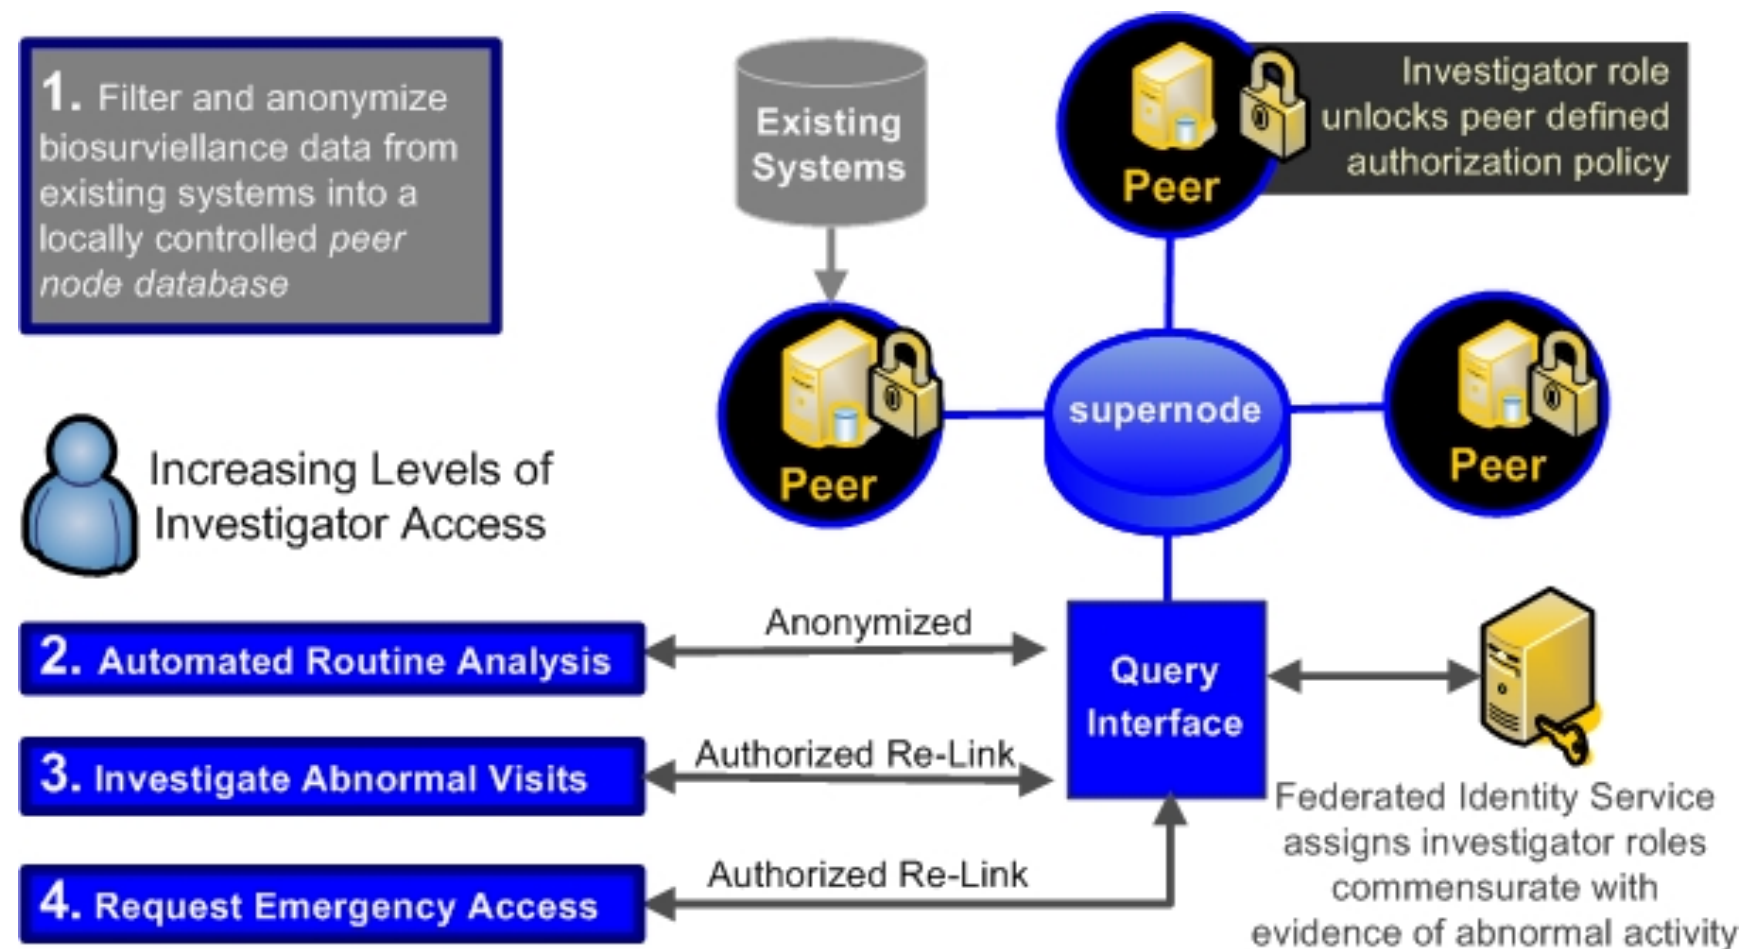 1. Filter and anonymize
biosurviellance data from
existing systems into a
locally controlled peer
node database
Existing
Systems
Peer
Investigator role
unlocks peer defined
authorization policy
Peer
supernode
Peer
Increasing Levels of
Investigator Access
2. Automated Routine Analysis
Anonymized
3. Investigate Abnormal Visits
Authorized Re-Link
4. Request Emergency Access
Authorized Re-Link
Query
Interface
Federated Identity Service
assigns investigator roles
commensurate with
evidence of abnormal activity